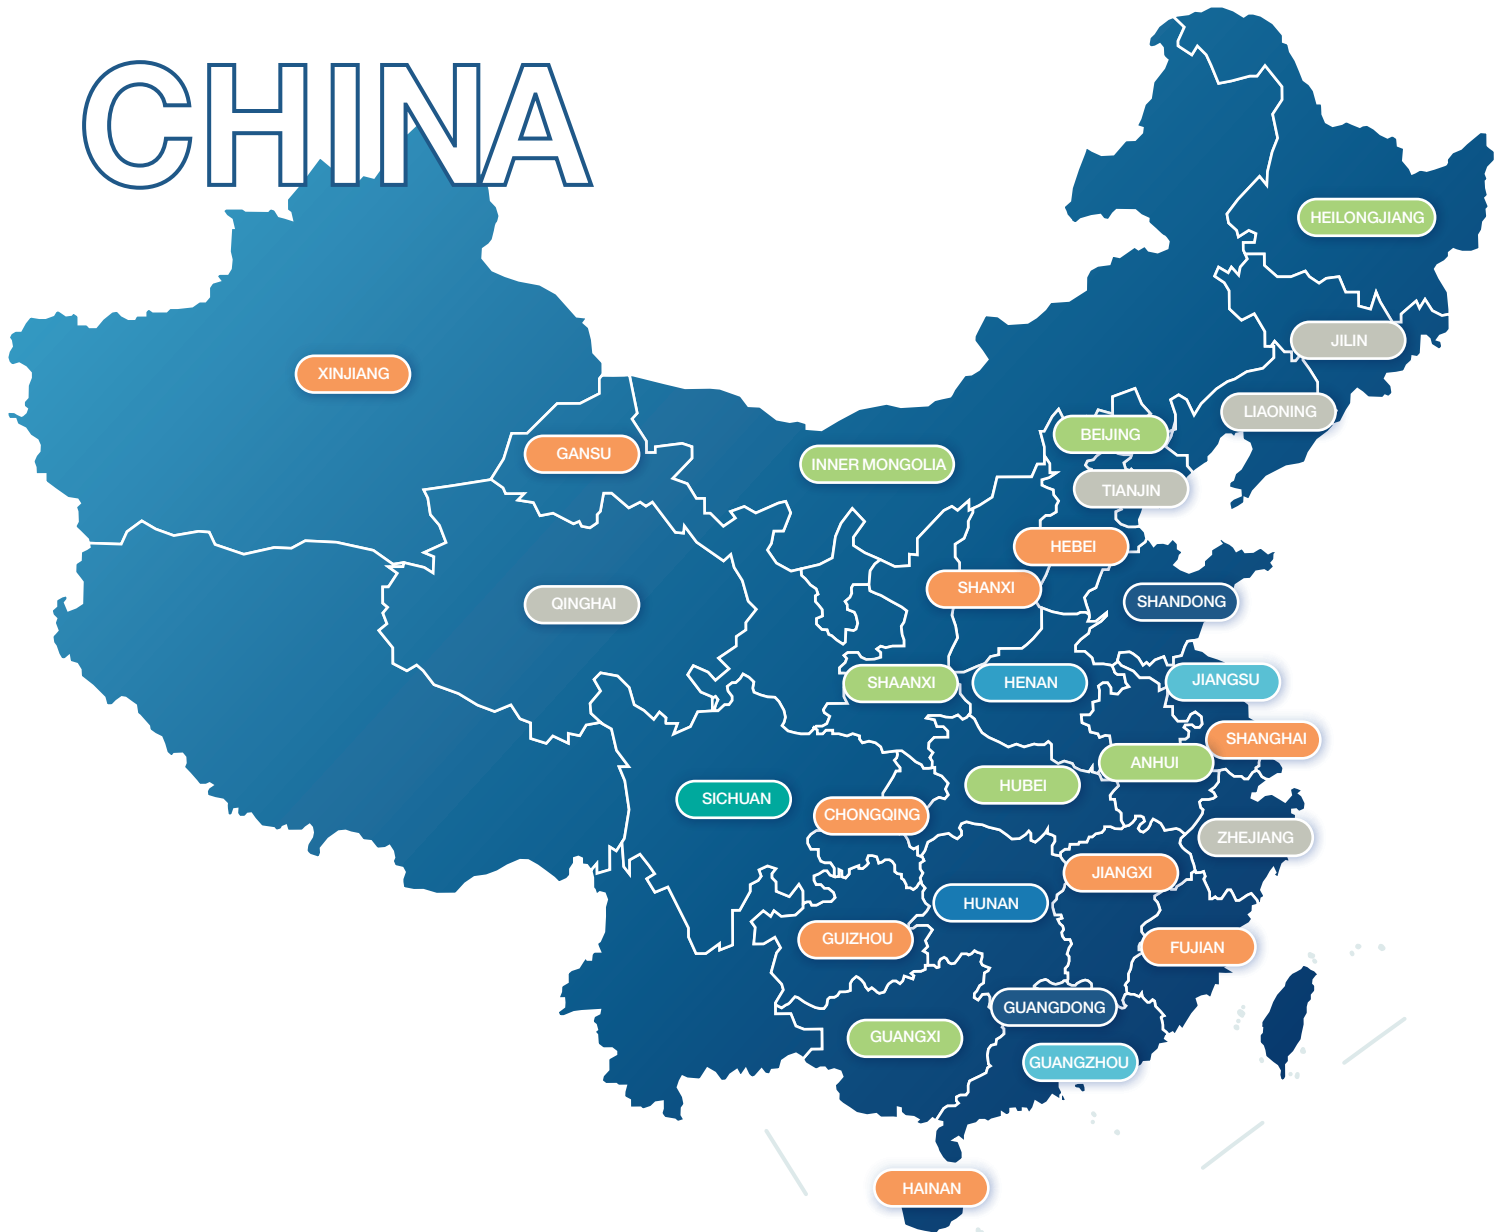 CHINA
HEILONGJIANG
JILIN
XINJIANG
LIAONING
BEIJING
GANSU
INNER MONGOLIA
TIANJIN
HEBEI
SHANXI
SHANDONG
QINGHAI
JIANGSU
SHAANXI
HENAN
SHANGHAI
ANHUI
HUBEI
SICHUAN
CHONGQING
ZHEJIANG
JIANGXI
HUNAN
GUIZHOU
FUJIAN
GUANGDONG
GUANGXI
GUANGZHOU
HAINAN